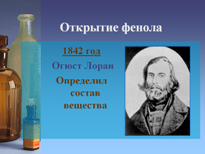 Открытие фенола
1842 год
Огюст Лоран
Определил
состав
вещества